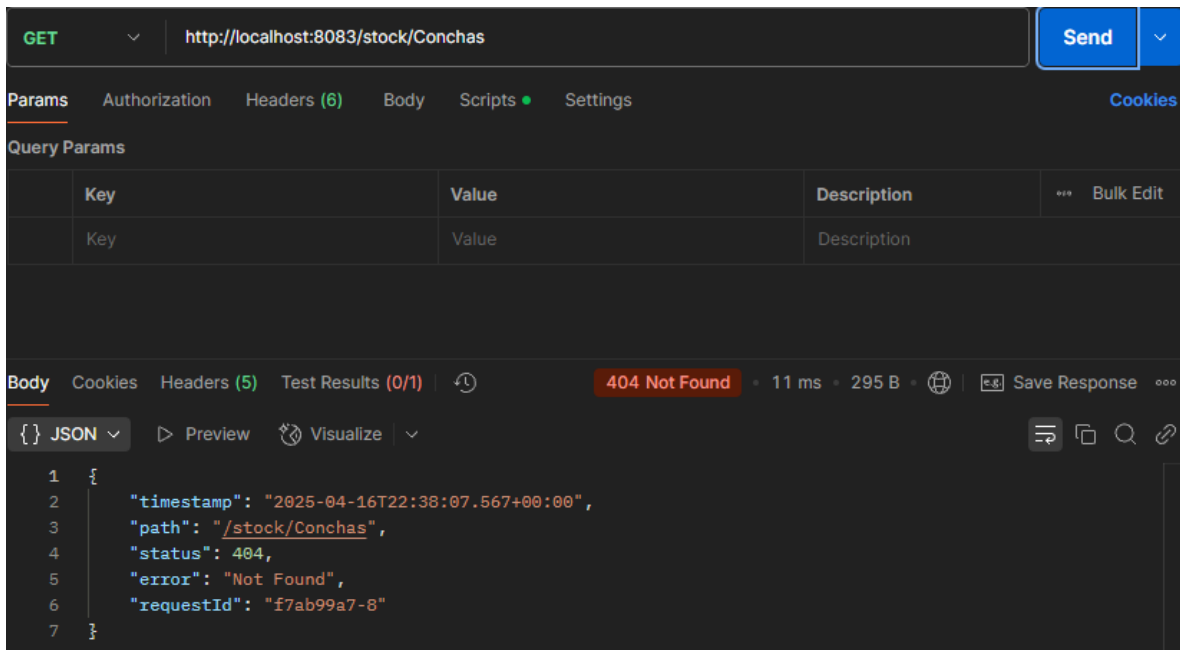 GET http://localhost:8083/stock/Conchas Send
Params Authorization Headers (6) Body Scripts Settings Cookies
Query Params
Key Value Description Bulk Edit
Key Value Description
Body Cookies Headers (5) Test Results (0/1) 404 Not Found 11 ms 295 B e.g. Save Response
{} JSON Preview Visualize
1 {
2 "timestamp": "2025-04-16T22:38:07.567+00:00",
3 "path": "/stock/Conchas",
4 "status": 404,
5 "error": "Not Found",
6 "requestId": "f7ab99a7-8"
7 }